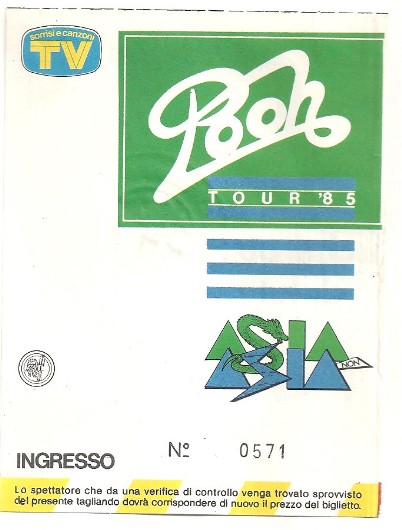 sorrisi e canzoni
TV
Pooh
TOUR '85
ASIA
NON
ASIA
Nº 0571
INGRESSO
Lo spettatore che da una verifica di controllo venga trovato sprovvisto
del presente tagliando dovrà corrispondere di nuovo il prezzo del biglietto.